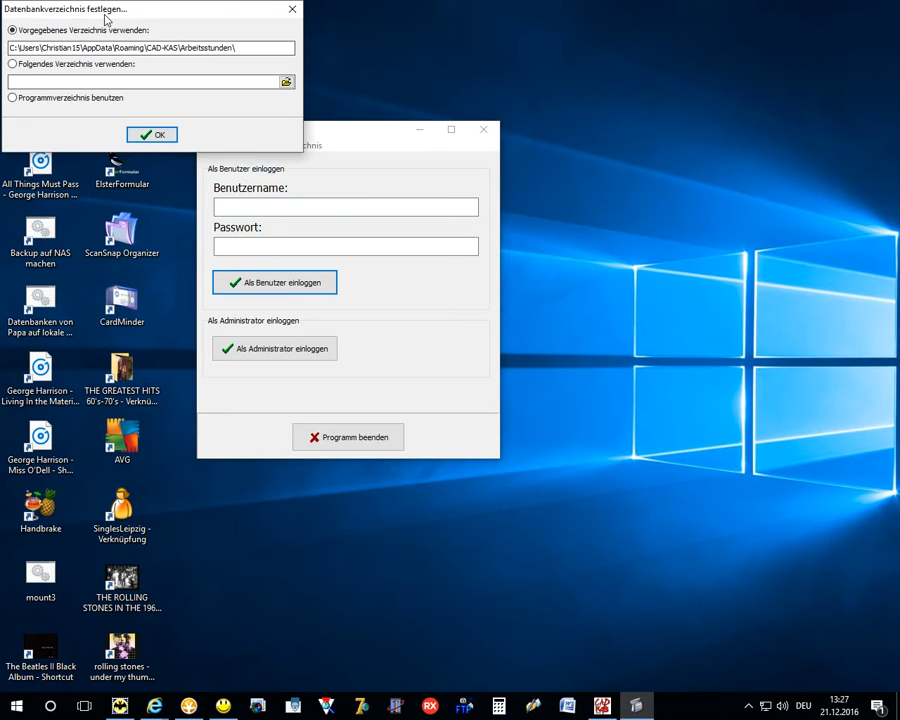 Datenbankverzeichnis festlegen...
Vorgegebenes Verzeichnis verwenden:
C:\Users\Christian15\AppData\Roaming\CAD-KAS\Arbeitsstunden\
Folgendes Verzeichnis verwenden:
Programmverzeichnis benutzen
OK
Als Benutzer einloggen
Benutzername:
Passwort:
Als Benutzer einloggen
Als Administrator einloggen
Als Administrator einloggen
Programm beenden
All Things Must Pass
- George Harrison ...
ElsterFormular
Backup auf NAS
machen
ScanSnap Organizer
Datenbanken von
Papa auf lokale ...
CardMinder
George Harrison -
Living In the Materi...
THE GREATEST HITS
60's-70's - Verknü...
George Harrison -
Miss O'Dell - Sh...
AVG
Handbrake
SinglesLeipzig -
Verknüpfung
mount3
THE ROLLING
STONES IN THE 196...
The Beatles II Black
Album - Shortcut
rolling stones -
under my thum...
RX
FTP
DEU
13:27
21.12.2016